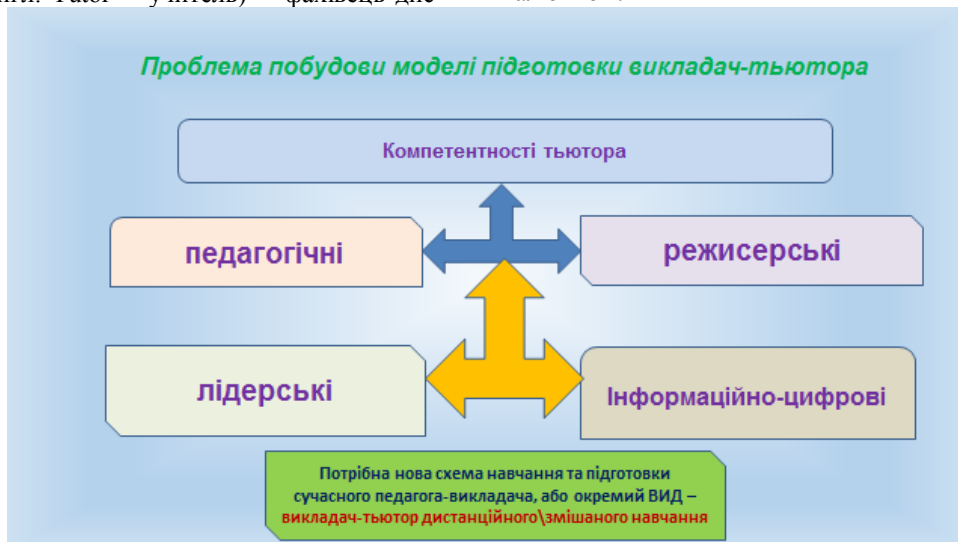 Проблема побудови моделі підготовки викладач-тьютора
Компетентності тьютора
педагогічні
режисерські
лідерські
Інформаційно-цифрові
Потрібна нова схема навчання та підготовки
сучасного педагога-викладача, або окремий ВИД –
викладач-тьютор дистанційного\змішаного навчання